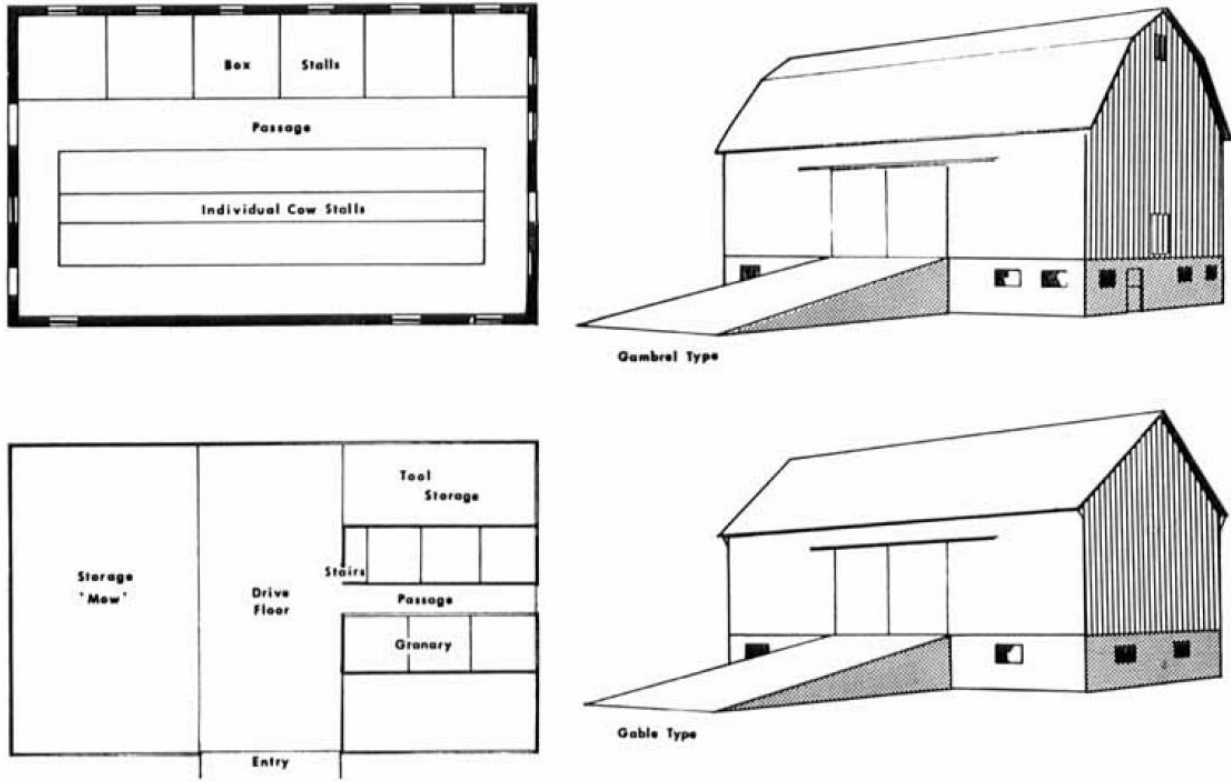 Box Stalls
Passage
Individual Cow Stalls
Gambrel Type
Tool
Storage
Stairs
Storage
'Mow'
Drive
Floor
Passage
Granary
Entry
Gable Type